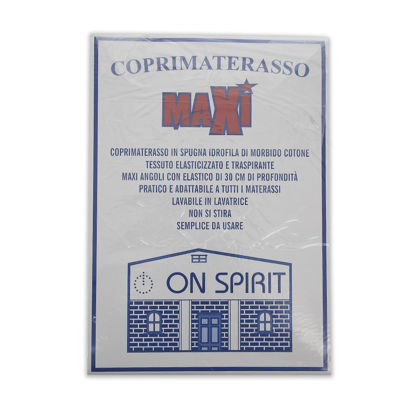 COPRIMATERASSO
MAXI
COPRIMATERASSO IN SPUGNA IDROFILA DI MORBIDO COTONE
TESSUTO ELASTICIZZATO E TRASPIRANTE
MAXI ANGOLI CON ELASTICO DI 30 CM DI PROFONDITÀ
PRATICO E ADATTABILE A TUTTI I MATERASSI
LAVABILE IN LAVATRICE
NON SI STIRA
SEMPLICE DA USARE
ON SPIRIT